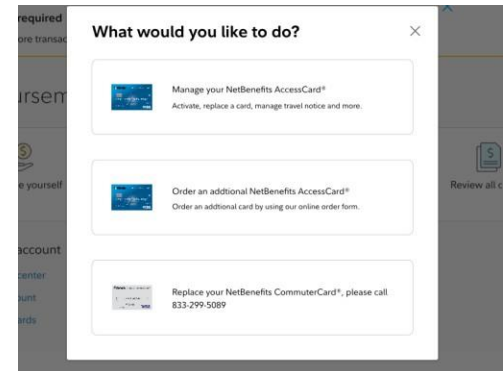 required
ore transac
What would you like to do?
Manage your NetBenefits AccessCard®
Activate, replace a card, manage travel notice and more.
ursem
e yourself
Review all c
Order an addtional NetBenefits AccessCard®
Order an addtional card by using our online order form.
account
center
ount
ards
Replace your NetBenefits CommuterCard®, please call
833-299-5089